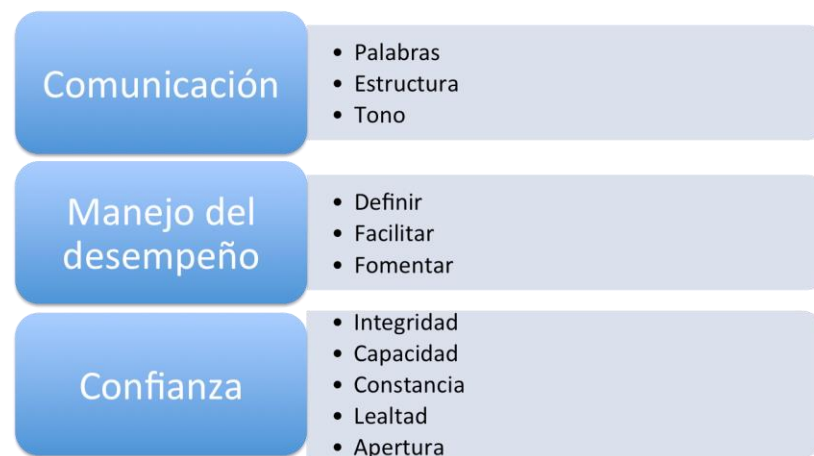 Comunicación
• Palabras
• Estructura
• Tono
Manejo del
desempeño
• Definir
• Facilitar
• Fomentar
Confianza
• Integridad
• Capacidad
• Constancia
• Lealtad
• Apertura